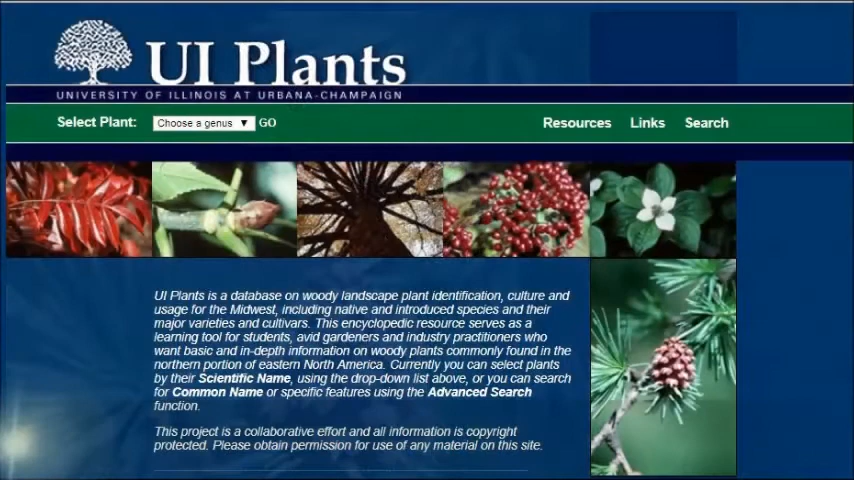 UI Plants
UNIVERSITY OF ILLINOIS AT URBANA-CHAMPAIGN
Select Plant: Choose a genus GO Resources Links Search
UI Plants is a database on woody landscape plant identification, culture and
usage for the Midwest, including native and introduced species and their
major varieties and cultivars. This encyclopedic resource serves as a
learning tool for students, avid gardeners and industry practitioners who
want basic and in-depth information on woody plants commonly found in the
northern portion of eastern North America. Currently you can select plants
by their Scientific Name, using the drop-down list above, or you can search
for Common Name or specific features using the Advanced Search
function.
This project is a collaborative effort and all information is copyright
protected. Please obtain permission for use of any material on this site.